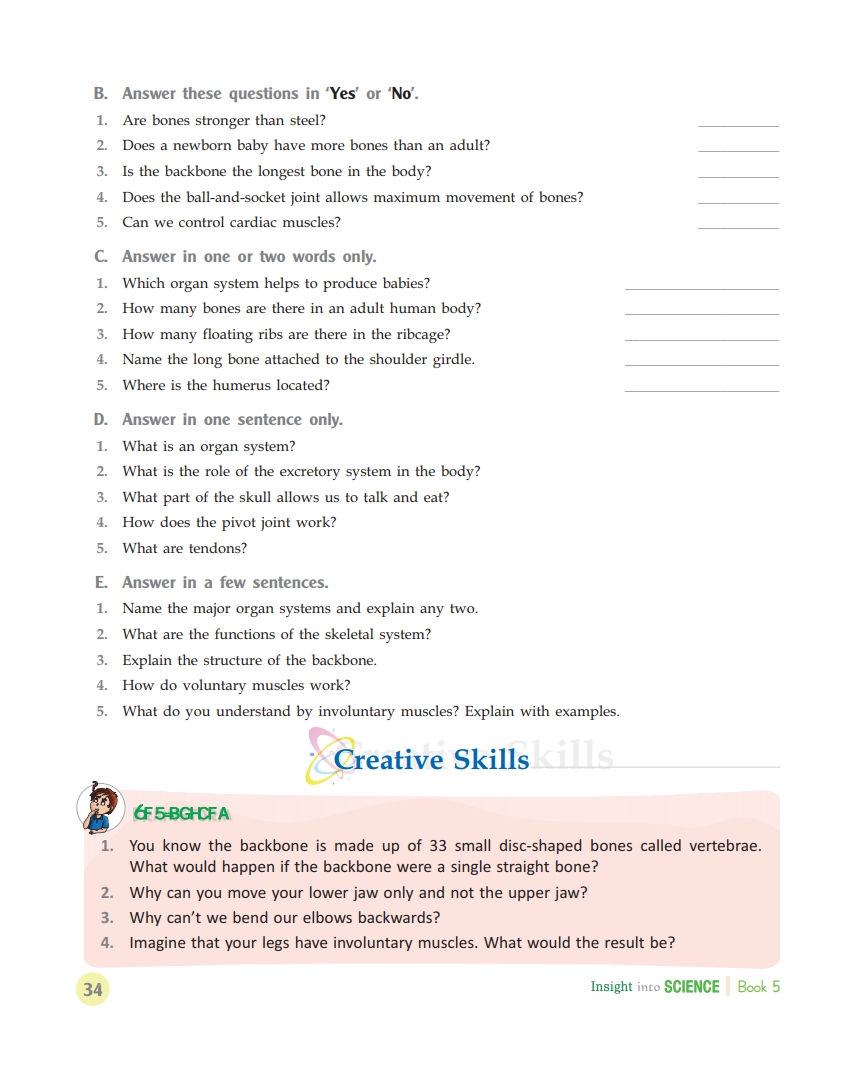 B. Answer these questions in ‘Yes’ or ‘No’.
1. Are bones stronger than steel?
2. Does a newborn baby have more bones than an adult?
3. Is the backbone the longest bone in the body?
4. Does the ball-and-socket joint allows maximum movement of bones?
5. Can we control cardiac muscles?
C. Answer in one or two words only.
1. Which organ system helps to produce babies?
2. How many bones are there in an adult human body?
3. How many floating ribs are there in the ribcage?
4. Name the long bone attached to the shoulder girdle.
5. Where is the humerus located?
D. Answer in one sentence only.
1. What is an organ system?
2. What is the role of the excretory system in the body?
3. What part of the skull allows us to talk and eat?
4. How does the pivot joint work?
5. What are tendons?
E. Answer in a few sentences.
1. Name the major organ systems and explain any two.
2. What are the functions of the skeletal system?
3. Explain the structure of the backbone.
4. How do voluntary muscles work?
5. What do you understand by involuntary muscles? Explain with examples.
Creative Skills
1. You know the backbone is made up of 33 small disc-shaped bones called vertebrae.
What would happen if the backbone were a single straight bone?
2. Why can you move your lower jaw only and not the upper jaw?
3. Why can’t we bend our elbows backwards?
4. Imagine that your legs have involuntary muscles. What would the result be?
34
Insight into SCIENCE Book 5